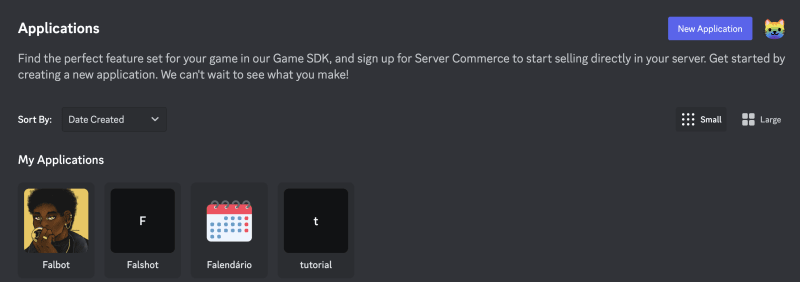 Applications
New Application
Find the perfect feature set for your game in our Game SDK, and sign up for Server Commerce to start selling directly in your server. Get started by
creating a new application. We can't wait to see what you make!
Sort By: Date Created Small Large
My Applications
F t
Falbot Falshot Falendário tutorial